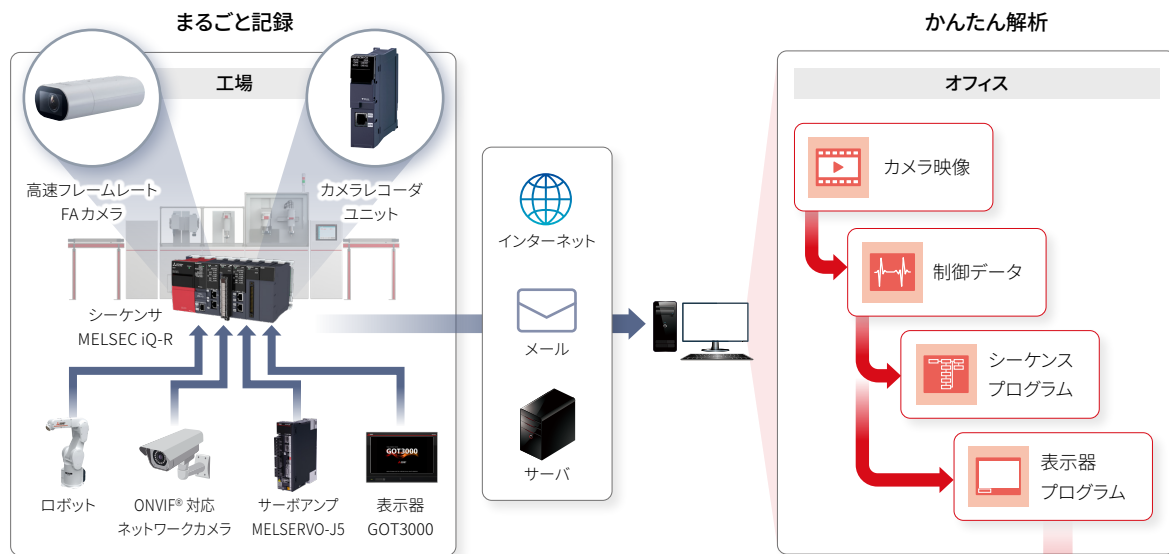 まるごと記録
工場
高速フレームレート
FAカメラ
カメラレコーダ
ユニット
シーケンサ
MELSEC iQ-R
ロボット
ONVIF® 対応
ネットワークカメラ
サーボアンプ
MELSERVO-J5
GOT3000
表示器
GOT3000
インターネット
メール
サーバ
かんたん解析
オフィス
カメラ映像
制御データ
シーケンス
プログラム
表示器
プログラム